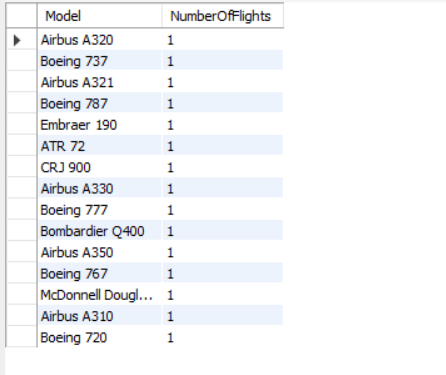 Model NumberOfFlights
Airbus A320 1
Boeing 737 1
Airbus A321 1
Boeing 787 1
Embraer 190 1
ATR 72 1
CRJ 900 1
Airbus A330 1
Boeing 777 1
Bombardier Q400 1
Airbus A350 1
Boeing 767 1
McDonnell Dougl... 1
Airbus A310 1
Boeing 720 1